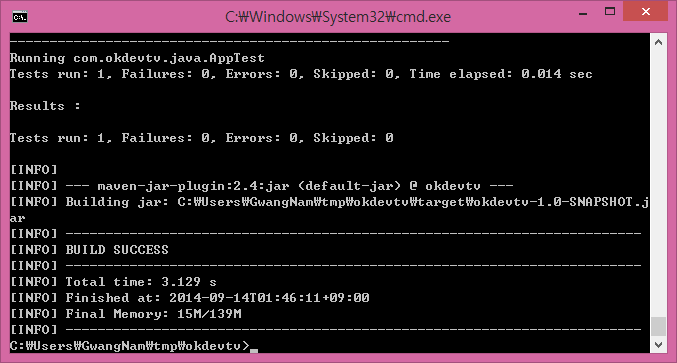 C:₩Windows₩System32₩cmd.exe
-------------------------------------------------------
Running com.okdevtv.java.AppTest
Tests run: 1, Failures: 0, Errors: 0, Skipped: 0, Time elapsed: 0.014 sec
Results :
Tests run: 1, Failures: 0, Errors: 0, Skipped: 0
[INFO]
[INFO] --- maven-jar-plugin:2.4:jar (default-jar) @ okdevtv ---
[INFO] Building jar: C:₩Users₩GwangNam₩tmp₩okdevtv₩target₩okdevtv-1.0-SNAPSHOT.j
ar
[INFO] ------------------------------------------------------------------------
[INFO] BUILD SUCCESS
[INFO] ------------------------------------------------------------------------
[INFO] Total time: 3.129 s
[INFO] Finished at: 2014-09-14T01:46:11+09:00
[INFO] Final Memory: 15M/139M
[INFO] ------------------------------------------------------------------------
C:₩Users₩GwangNam₩tmp₩okdevtv>_